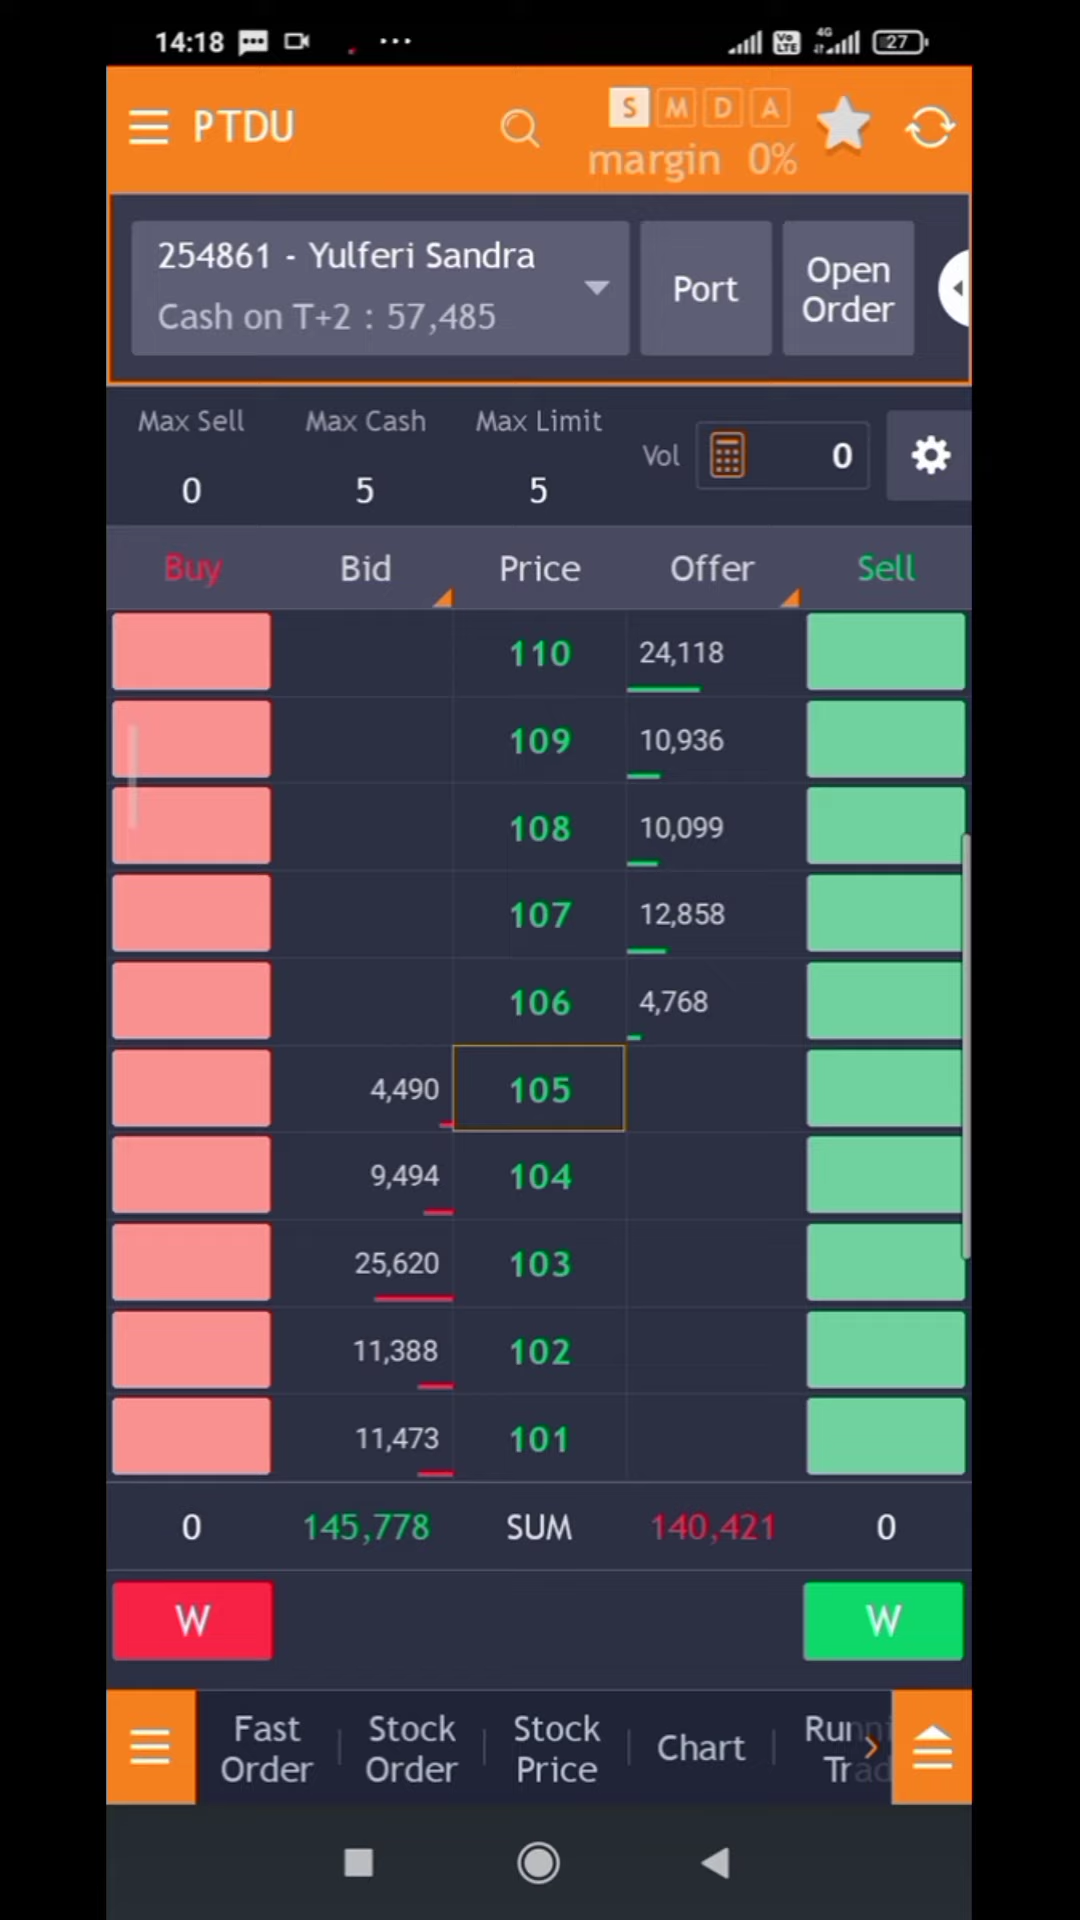 14:18 27
PTDU S M D A
margin 0%
254861 - Yulferi Sandra
Cash on T+2 : 57,485
Port
Open
Order
Max Sell Max Cash Max Limit
Vol 0
0 5 5
Buy Bid Price Offer Sell
110 24,118
109 10,936
108 10,099
107 12,858
106 4,768
4,490 105
9,494 104
25,620 103
11,388 102
11,473 101
0 145,778 SUM 140,421 0
W W
Fast
Order
Stock
Order
Stock
Price
Chart